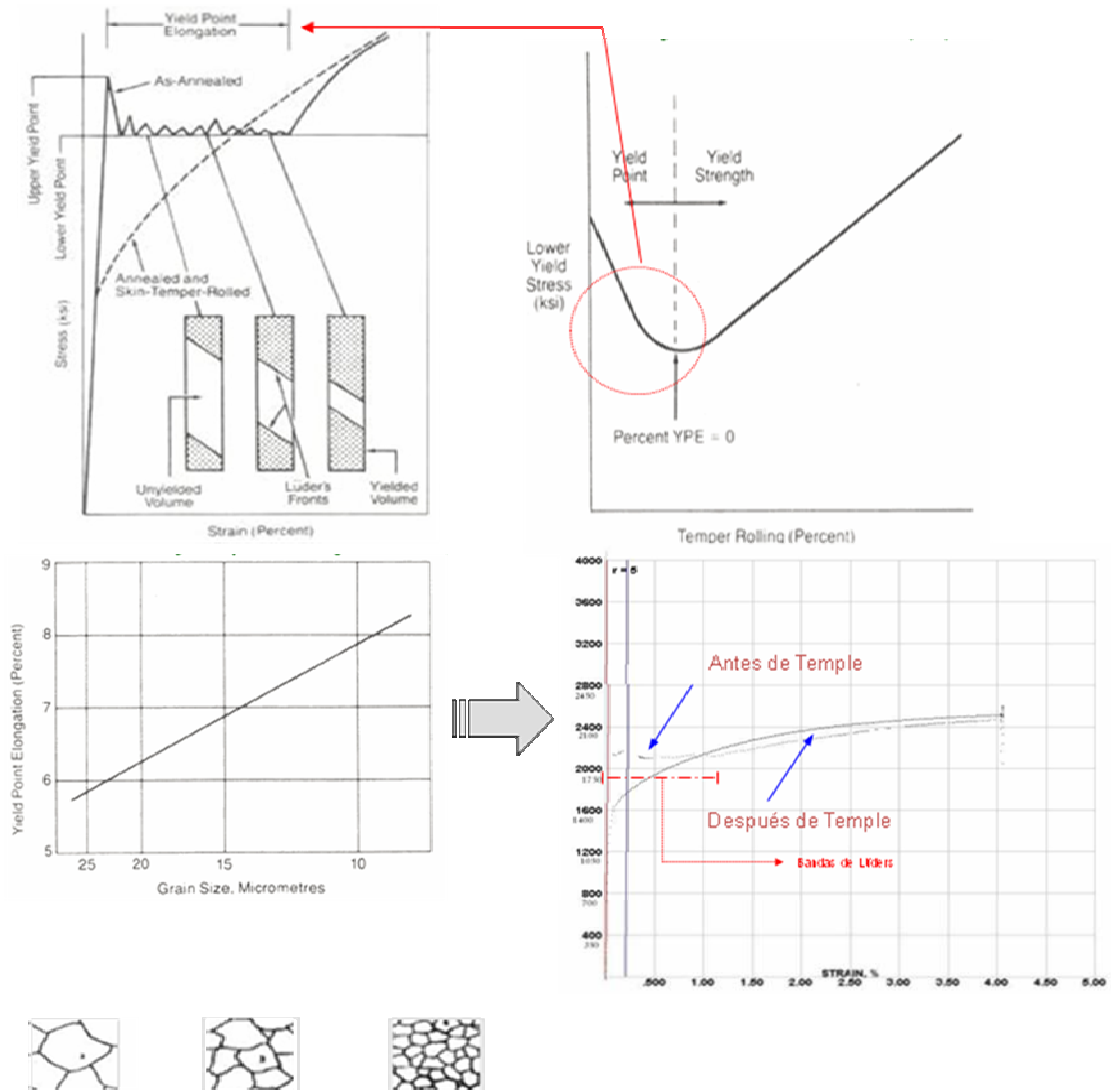 Yield Point
Elongation
As-Annealed
Upper Yield Point
Lower Yield Point
Stress (ksi)
Annealed and
Skin-Temper-Rolled
Unyielded
Volume
Lüder's
Fronts
Yielded
Volume
Strain (Percent)
Yield
Point
Yield
Strength
Lower
Yield
Stress
(ksi)
Percent YPE = 0
Temper Rolling (Percent)
9
8
7
6
5
Yield Point Elongation (Percent)
25 20 15 10
Grain Size, Micrometres
4000
r = 5
3600
3200
2800
2400
2000
1600
1400
1200
800
700
400
Antes de Temple
Después de Temple
Bandas de Lüders
STRAIN, %
.500 1.00 1.50 2.00 2.50 3.00 3.50 4.00 4.50 5.00
a
b